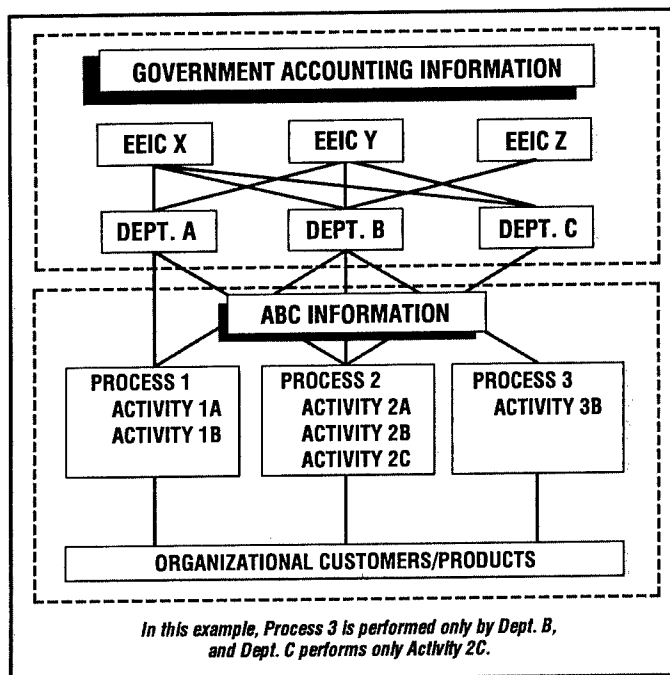 GOVERNMENT ACCOUNTING INFORMATION
EEIC X EEIC Y EEIC Z
DEPT. A DEPT. B DEPT. C
ABC INFORMATION
PROCESS 1
ACTIVITY 1A
ACTIVITY 1B
PROCESS 2
ACTIVITY 2A
ACTIVITY 2B
ACTIVITY 2C
PROCESS 3
ACTIVITY 3B
ORGANIZATIONAL CUSTOMERS/PRODUCTS
In this example, Process 3 is performed only by Dept. B,
and Dept. C performs only Activity 2C.